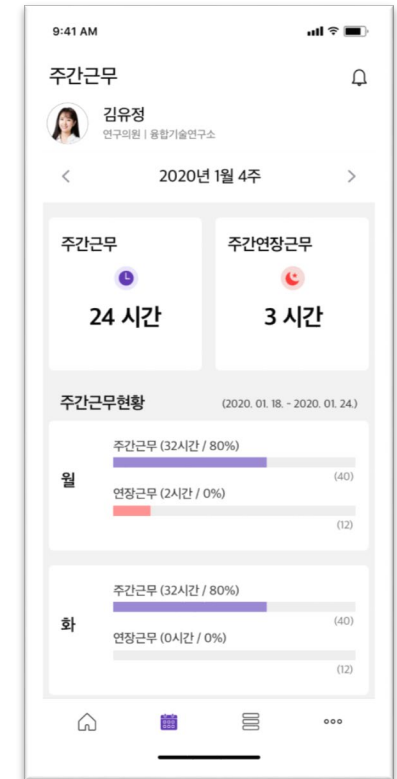 9:41 AM
주간근무
김유정
연구의원 | 융합기술연구소
< 2020년 1월 4주 >
주간근무
24 시간
주간연장근무
3 시간
주간근무현황 (2020. 01. 18. - 2020. 01. 24.)
월
주간근무 (32시간 / 80%)
(40)
연장근무 (2시간 / 0%)
(12)
화
주간근무 (32시간 / 80%)
(40)
연장근무 (0시간 / 0%)
(12)